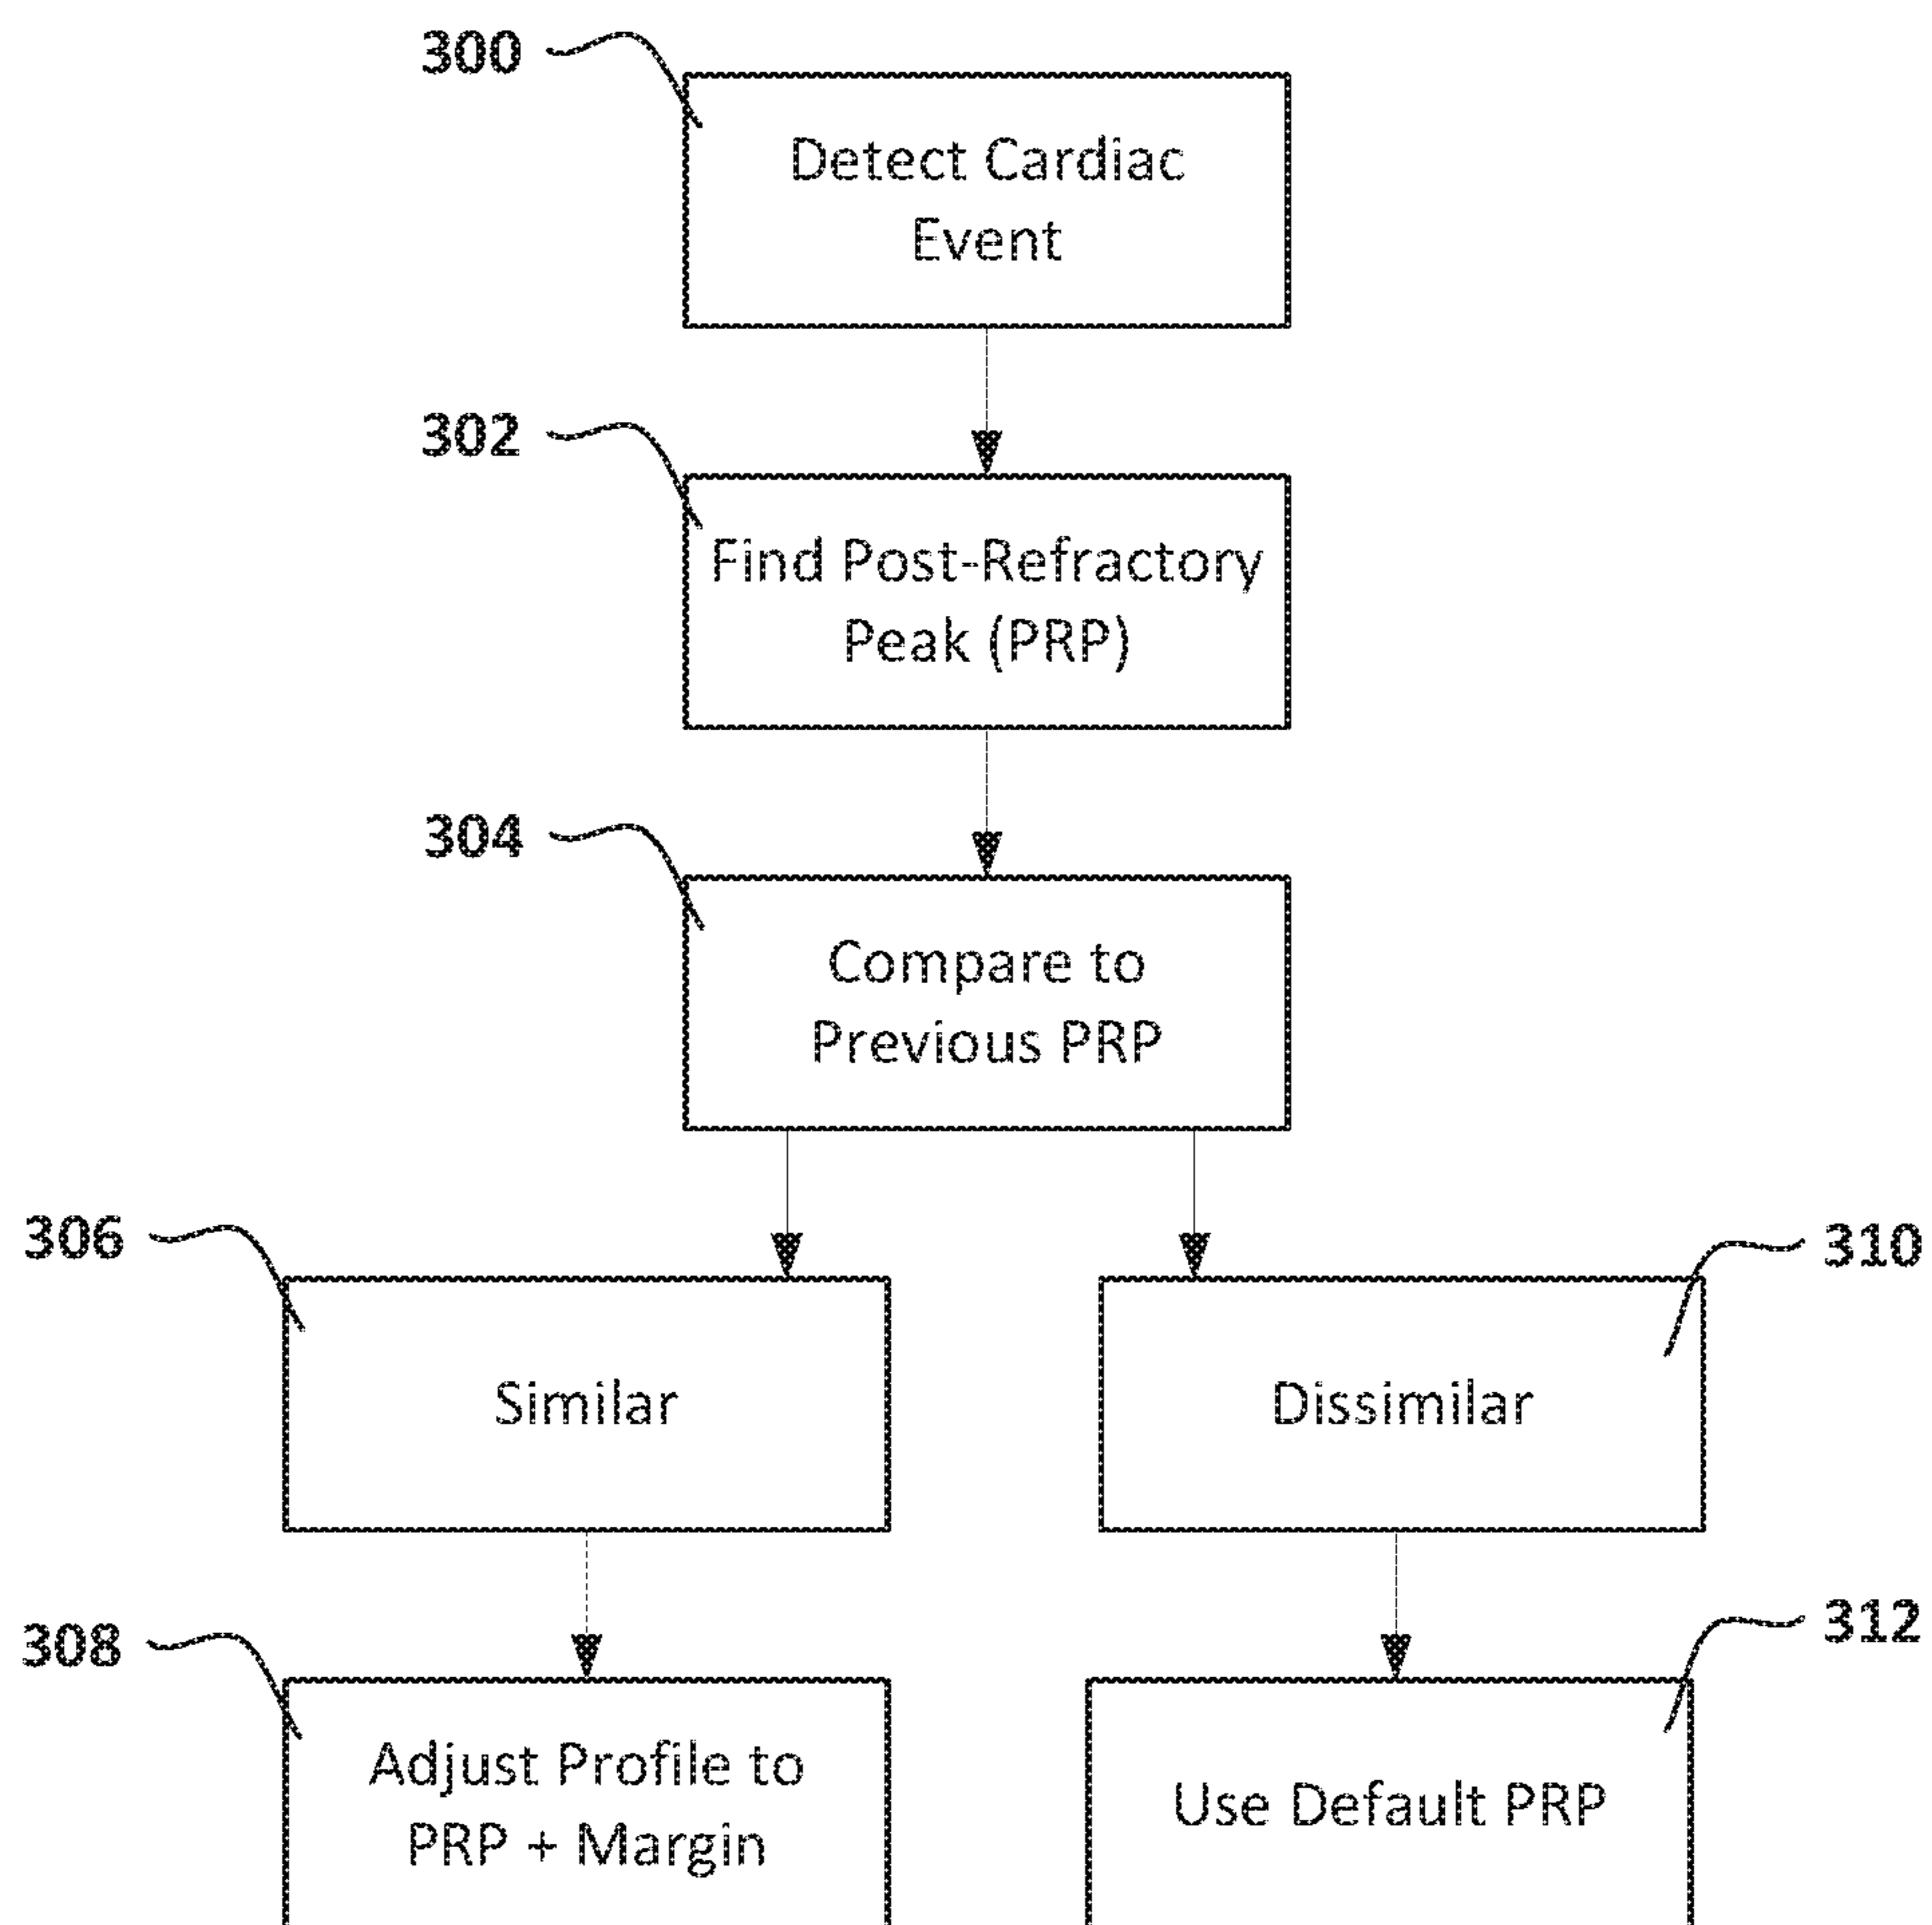 300
Detect Cardiac
Event
302
Find Post-Refractory
Peak (PRP)
304
Compare to
Previous PRP
306
310
Similar
Dissimilar
308
312
Adjust Profile to
PRP + Margin
Use Default PRP